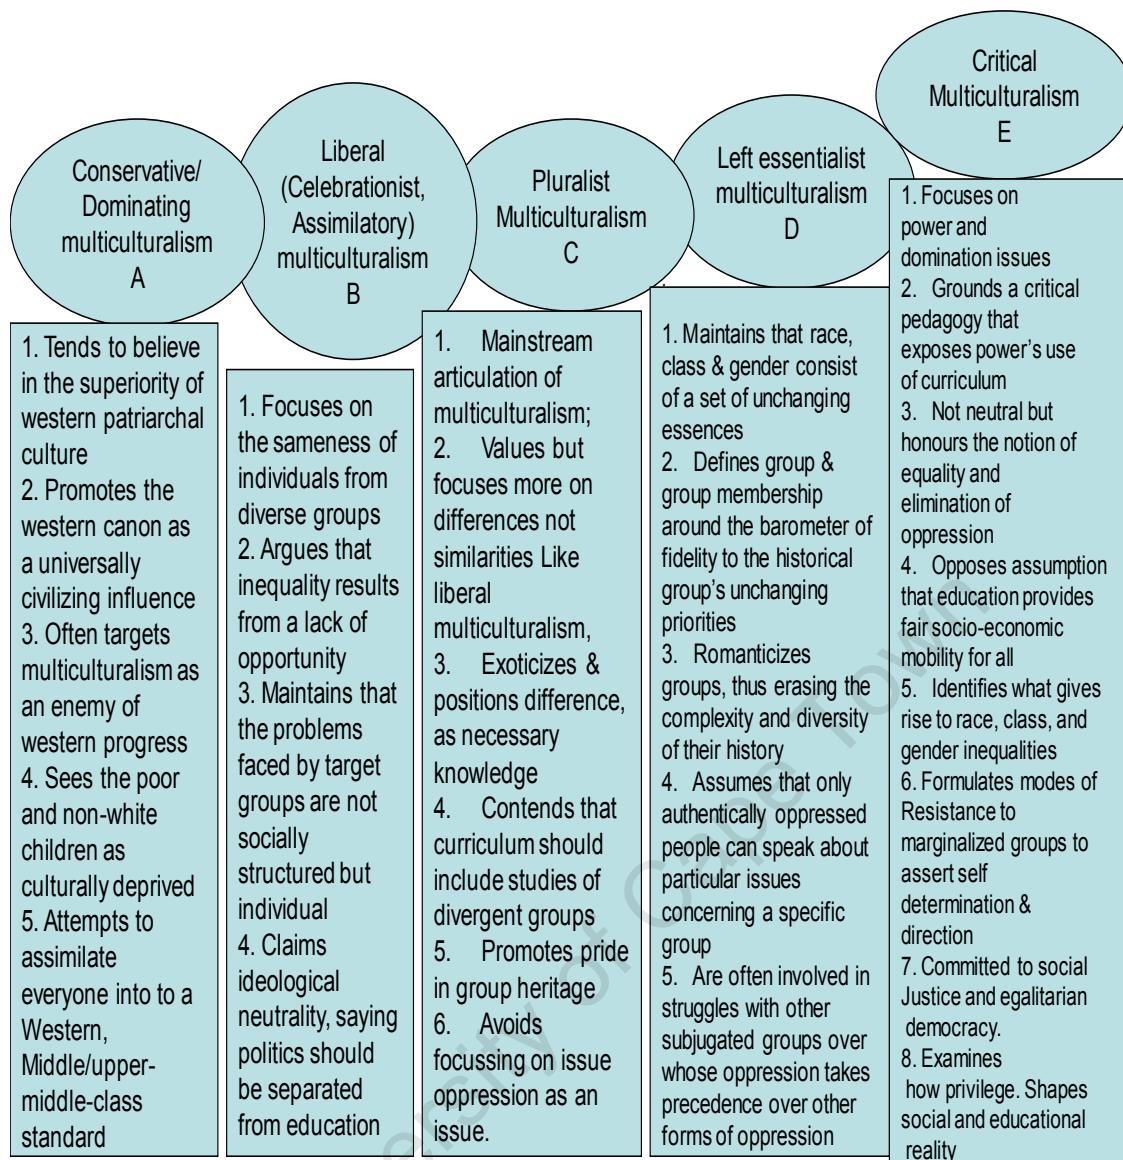 Conservative/
Dominating
multiculturalism
A
1. Tends to believe
in the superiority of
western patriarchal
culture
2. Promotes the
western canon as
a universally
civilizing influence
3. Often targets
multiculturalism as
an enemy of
western progress
4. Sees the poor
and non-white
children as
culturally deprived
5. Attempts to
assimilate
everyone into to a
Western,
Middle/upper-
middle-class
standard
Liberal
(Celebrationist,
Assimilatory)
multiculturalism
B
1. Focuses on
the sameness of
individuals from
diverse groups
2. Argues that
inequality results
from a lack of
opportunity
3. Maintains that
the problems
faced by target
groups are not
socially
structured but
individual
4. Claims
ideological
neutrality, saying
politics should
be separated
from education
Pluralist
Multiculturalism
C
1. Mainstream
articulation of
multiculturalism;
2. Values but
focuses more on
differences not
similarities Like
liberal
multiculturalism,
3. Exoticizes &
positions difference,
as necessary
knowledge
4. Contends that
curriculum should
include studies of
divergent groups
5. Promotes pride
in group heritage
6. Avoids
focussing on issue
oppression as an
issue.
Left essentialist
multiculturalism
D
1. Maintains that race,
class & gender consist
of a set of unchanging
essences
2. Defines group &
group membership
around the barometer of
fidelity to the historical
group's unchanging
priorities
3. Romanticizes
groups, thus erasing the
complexity and diversity
of their history
4. Assumes that only
authentically oppressed
people can speak about
particular issues
concerning a specific
group
5. Are often involved in
struggles with other
subjugated groups over
whose oppression takes
precedence over other
forms of oppression
Critical
Multiculturalism
E
1. Focuses on
power and
domination issues
2. Grounds a critical
pedagogy that
exposes power's use
of curriculum
3. Not neutral but
honours the notion of
equality and
elimination of
oppression
4. Opposes assumption
that education provides
fair socio-economic
mobility for all
5. Identifies what gives
rise to race, class, and
gender inequalities
6. Formulates modes of
Resistance to
marginalized groups to
assert self
determination &
direction
7. Committed to social
Justice and egalitarian
democracy.
8. Examines
how privilege. Shapes
social and educational
reality
ersity of Cape Town